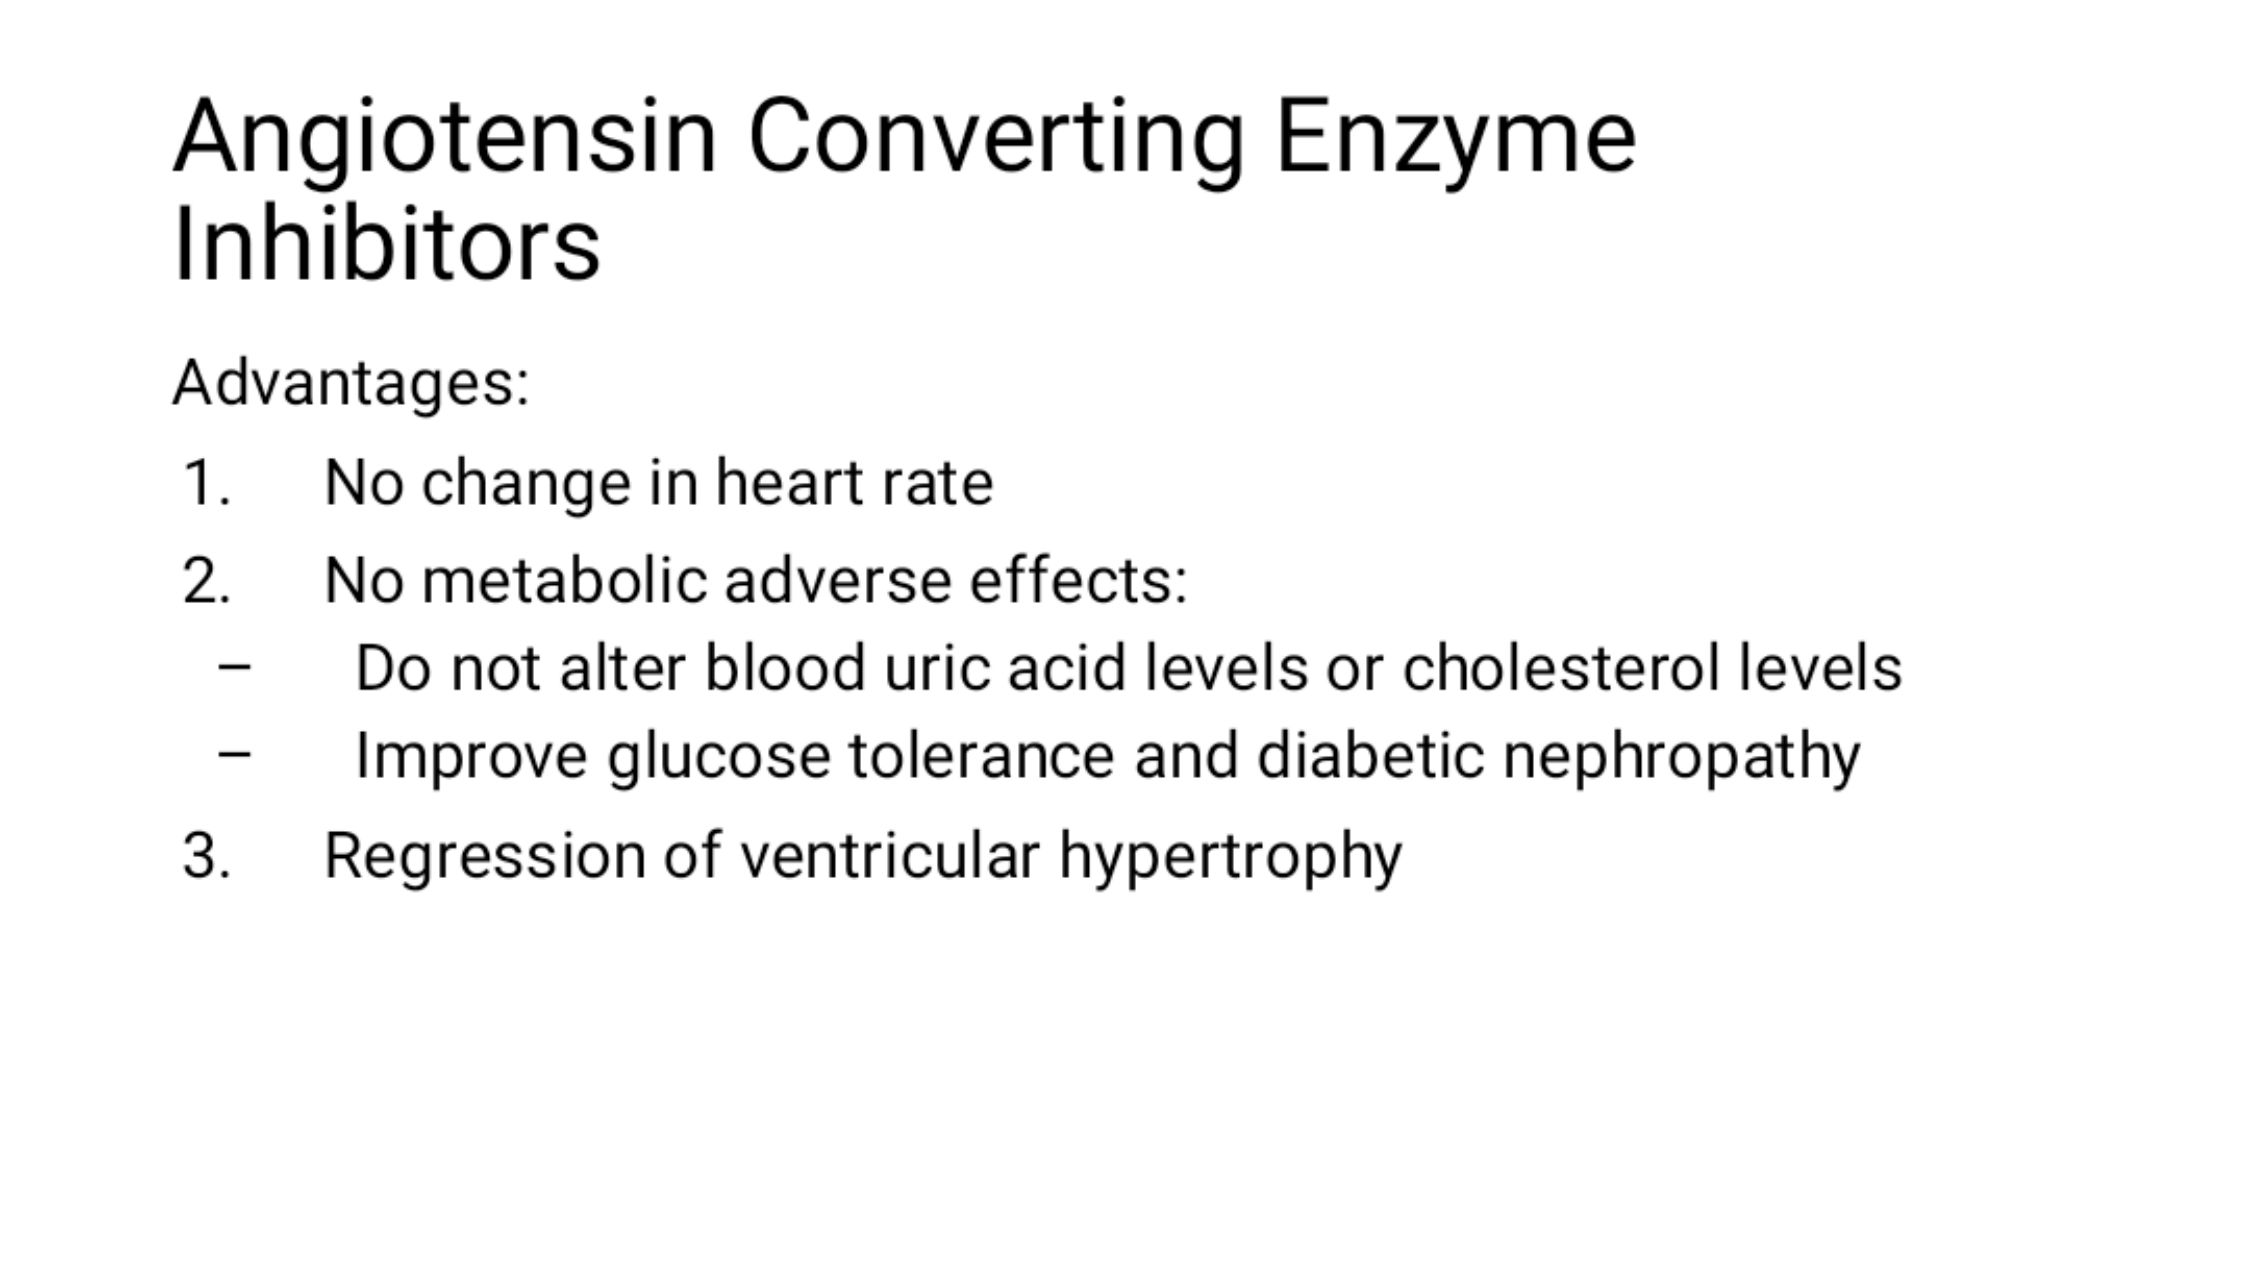 Angiotensin Converting Enzyme
Inhibitors
Advantages:
1. No change in heart rate
2. No metabolic adverse effects:
– Do not alter blood uric acid levels or cholesterol levels
– Improve glucose tolerance and diabetic nephropathy
3. Regression of ventricular hypertrophy